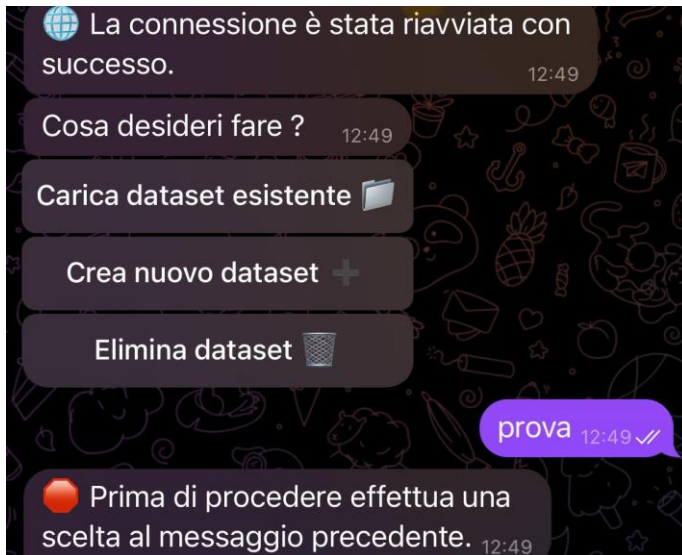 La connessione è stata riavviata con
successo.
12:49
Cosa desideri fare ? 12:49
Carica dataset esistente
Crea nuovo dataset
Elimina dataset
prova 12:49
Prima di procedere effettua una
scelta al messaggio precedente. 12:49